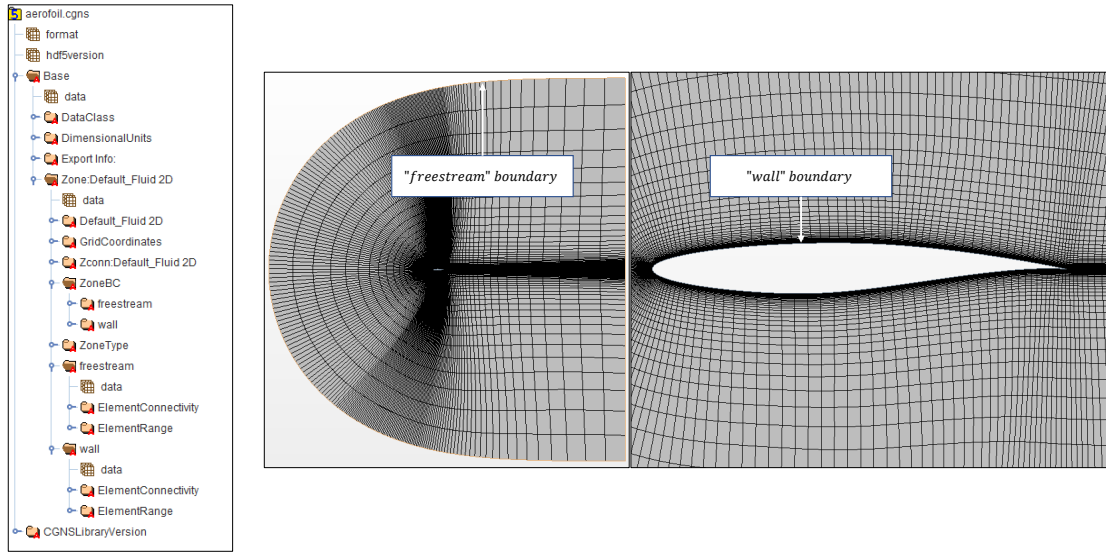 aerofoil.cgns
format
hdf5version
Base
data
DataClass
DimensionalUnits
Export Info:
Zone:Default_Fluid 2D
data
Default_Fluid 2D
GridCoordinates
Zconn:Default_Fluid 2D
ZoneBC
freestream
wall
ZoneType
freestream
data
ElementConnectivity
ElementRange
wall
data
ElementConnectivity
ElementRange
CGNSLibraryVersion
"freestream" boundary
"wall" boundary